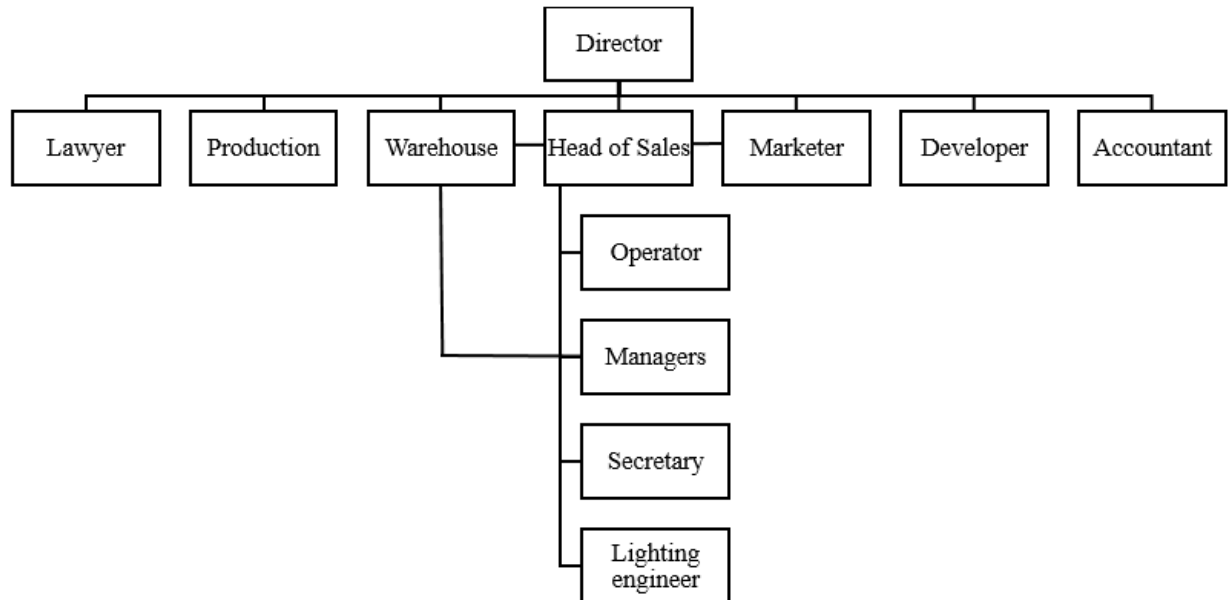 Director
Lawyer
Production
Warehouse
Head of Sales
Marketer
Developer
Accountant
Operator
Managers
Secretary
Lighting
engineer